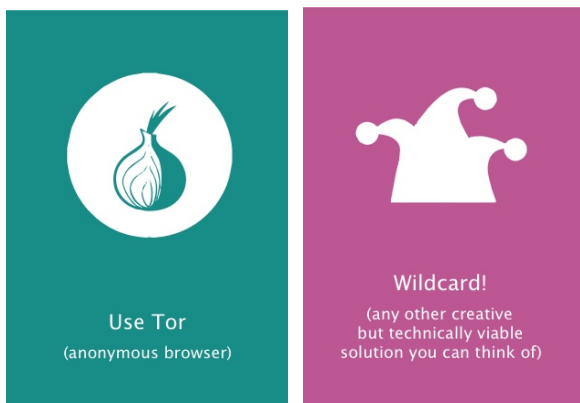 Use Tor
(anonymous browser)
Wildcard!
(any other creative
but technically viable
solution you can think of)